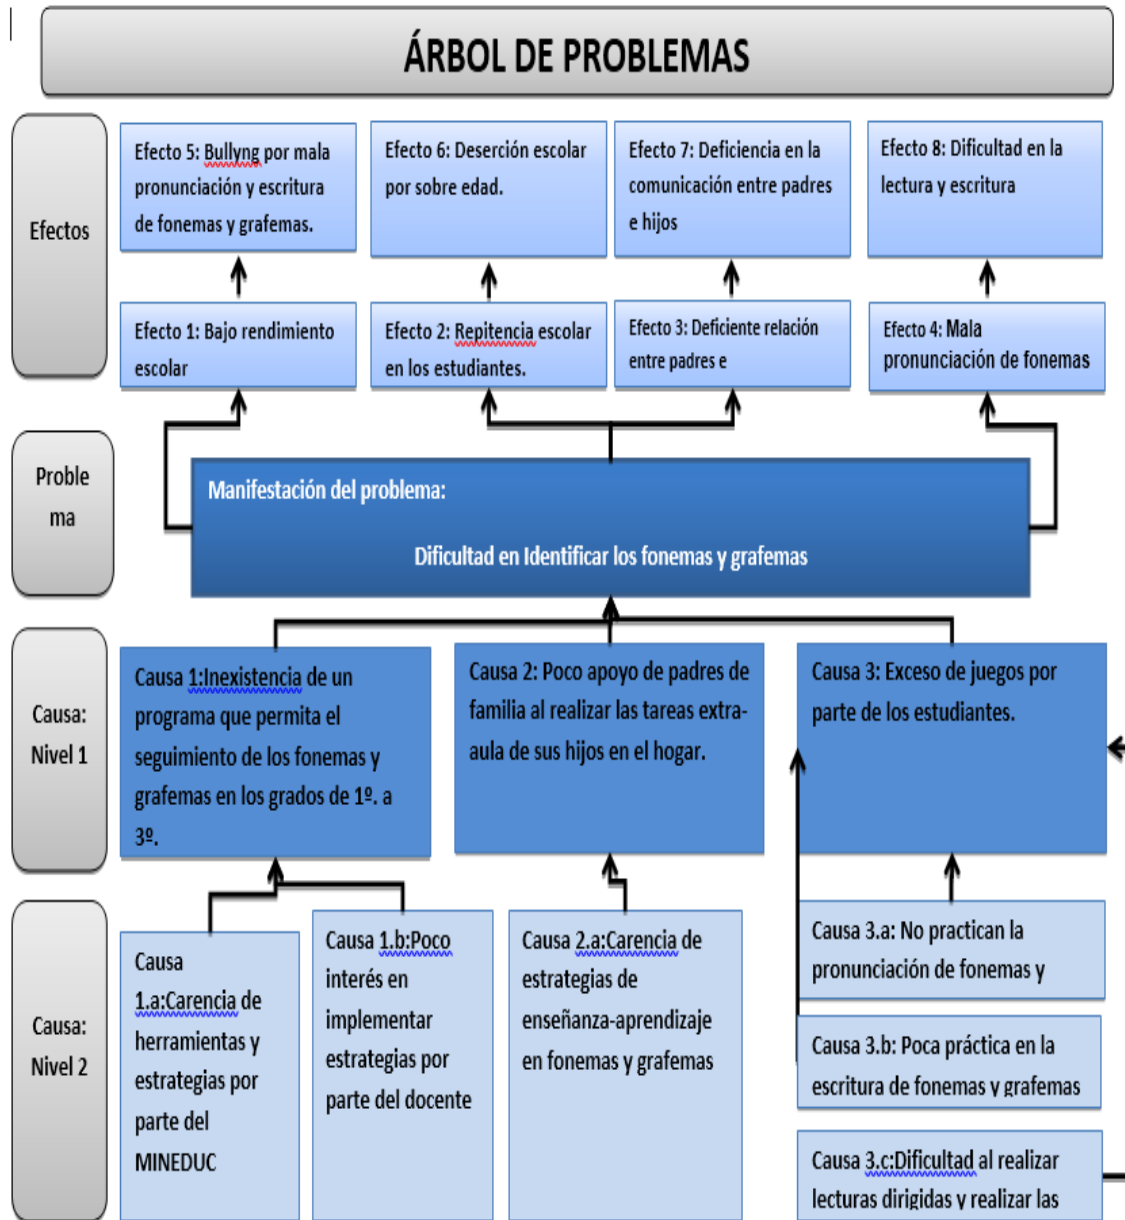 ÁRBOL DE PROBLEMAS
Efectos
Efecto 5: Bullyng por mala
pronunciación y escritura
de fonemas y grafemas.
Efecto 6: Deserción escolar
por sobre edad.
Efecto 7: Deficiencia en la
comunicación entre padres
e hijos
Efecto 8: Dificultad en la
lectura y escritura
Efecto 1: Bajo rendimiento
escolar
Efecto 2: Repitencia escolar
en los estudiantes.
Efecto 3: Deficiente relación
entre padres e
Efecto 4: Mala
pronunciación de fonemas
Proble
ma
Manifestación del problema:
Dificultad en Identificar los fonemas y grafemas
Causa:
Nivel 1
Causa 1:Inexistencia de un
programa que permita el
seguimiento de los fonemas y
grafemas en los grados de 1º. a
3º.
Causa 2: Poco apoyo de padres de
familia al realizar las tareas extra-
aula de sus hijos en el hogar.
Causa 3: Exceso de juegos por
parte de los estudiantes.
Causa:
Nivel 2
Causa
1.a:Carencia de
herramientas y
estrategias por
parte del
MINEDUC
Causa 1.b:Poco
interés en
implementar
estrategias por
parte del docente
Causa 2.a:Carencia de
estrategias de
enseñanza-aprendizaje
en fonemas y grafemas
Causa 3.a: No practican la
pronunciación de fonemas y
Causa 3.b: Poca práctica en la
escritura de fonemas y grafemas
Causa 3.c:Dificultad al realizar
lecturas dirigidas y realizar las